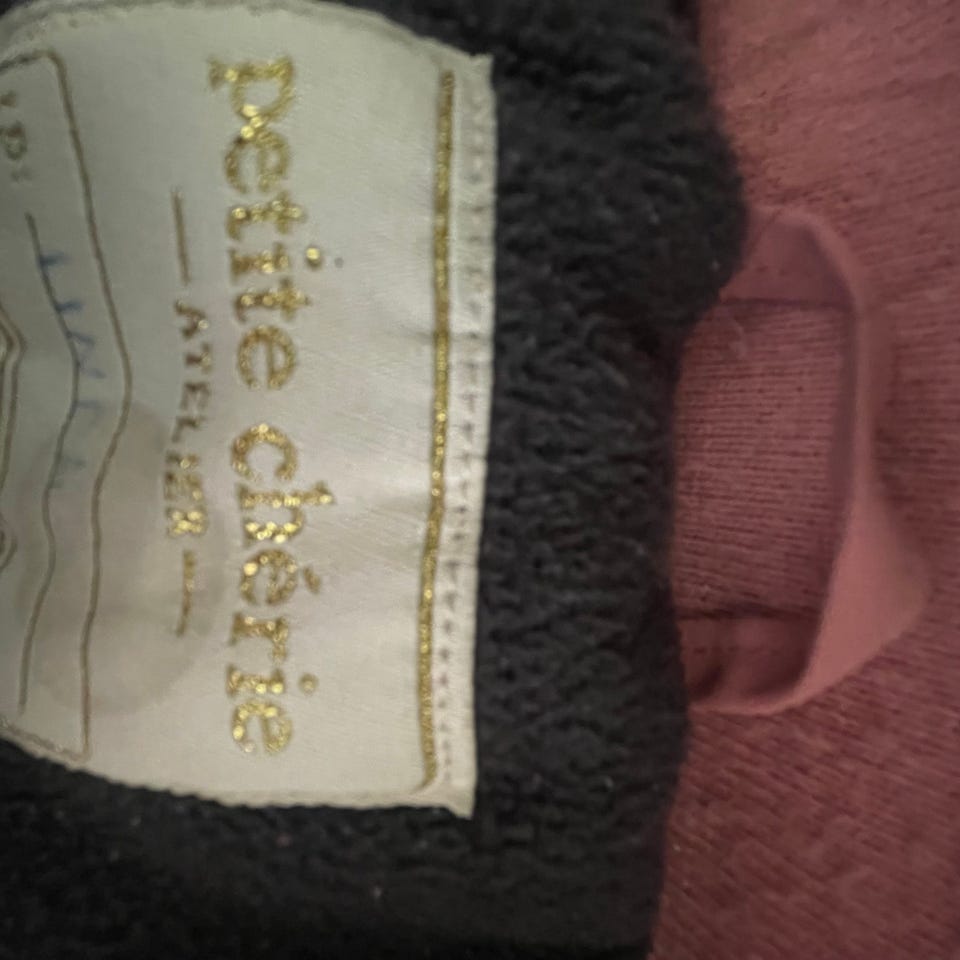 petite chérie
— ATELIER —